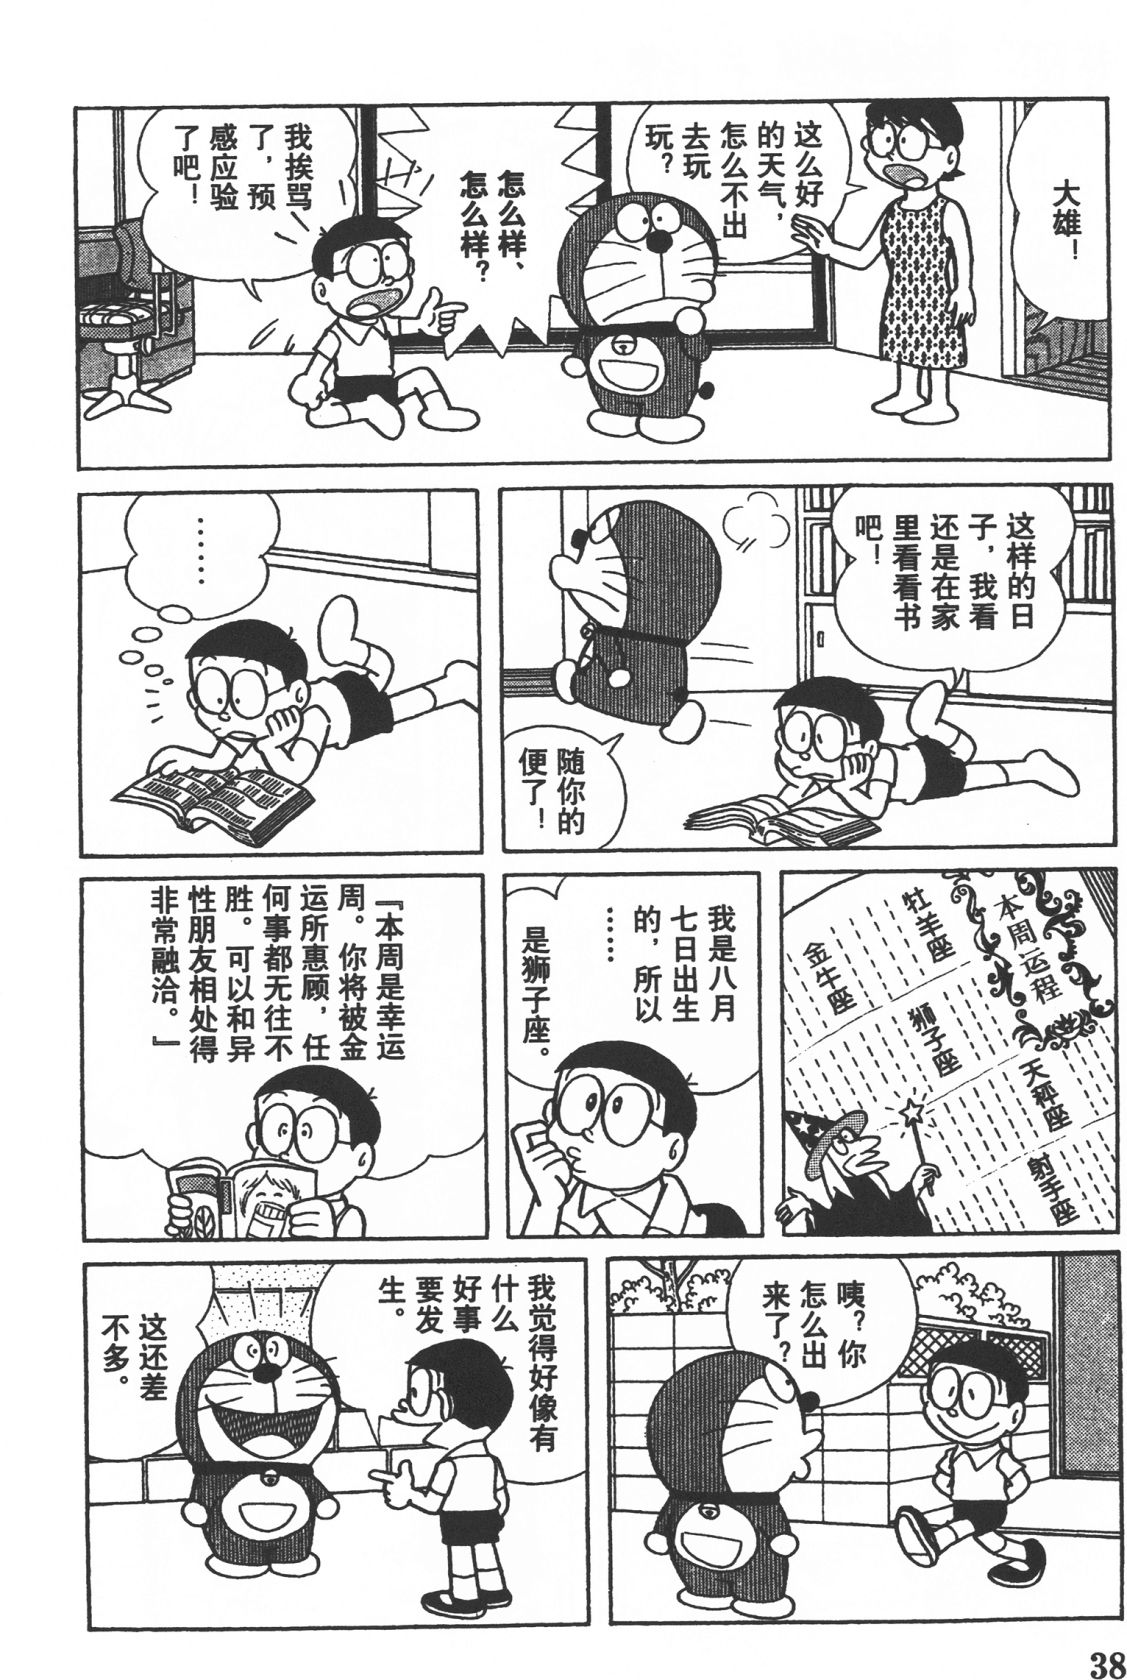 大雄！
这么好
的天气，
怎么不出
去玩
玩？
怎么样、
怎么样？
我挨骂
了，预
感应验
了吧！
这样的日
子，我看
还是在家
里看看书
吧！
随你的
便了！
……
本周运程
牡羊座
金牛座
狮子座
天秤座
射手座
我是八月
七日出生
的，所以
……
是狮子座。
『本周是幸运
周。你将被金
运所惠顾，任
何事都无往不
胜。可以和异
性朋友相处得
非常融洽。』
咦？你
怎么出
来了？
我觉得好像有
什么
好事
要发
生。
这还差
不多。
38